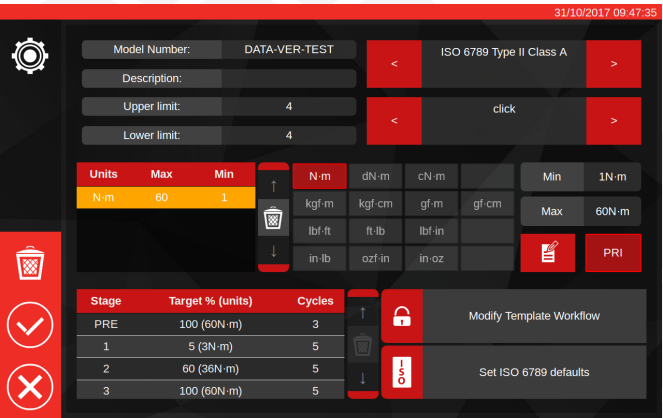 31/10/2017 09:47:35
Model Number: DATA-VER-TEST
Description:
Upper limit: 4
Lower limit: 4
< ISO 6789 Type II Class A >
< click >
Units Max Min
N·m 60 1
↑
↓
N·m dN·m cN·m
kgf·m kgf·cm gf·m gf·cm
lbf·ft ft·lb lbf·in
in·lb ozf·in in·oz
Min 1N·m
Max 60N·m
PRI
Stage Target % (units) Cycles
PRE 100 (60N·m) 3
1 5 (3N·m) 5
2 60 (36N·m) 5
3 100 (60N·m) 5
↑
↓
Modify Template Workflow
ISO
Set ISO 6789 defaults